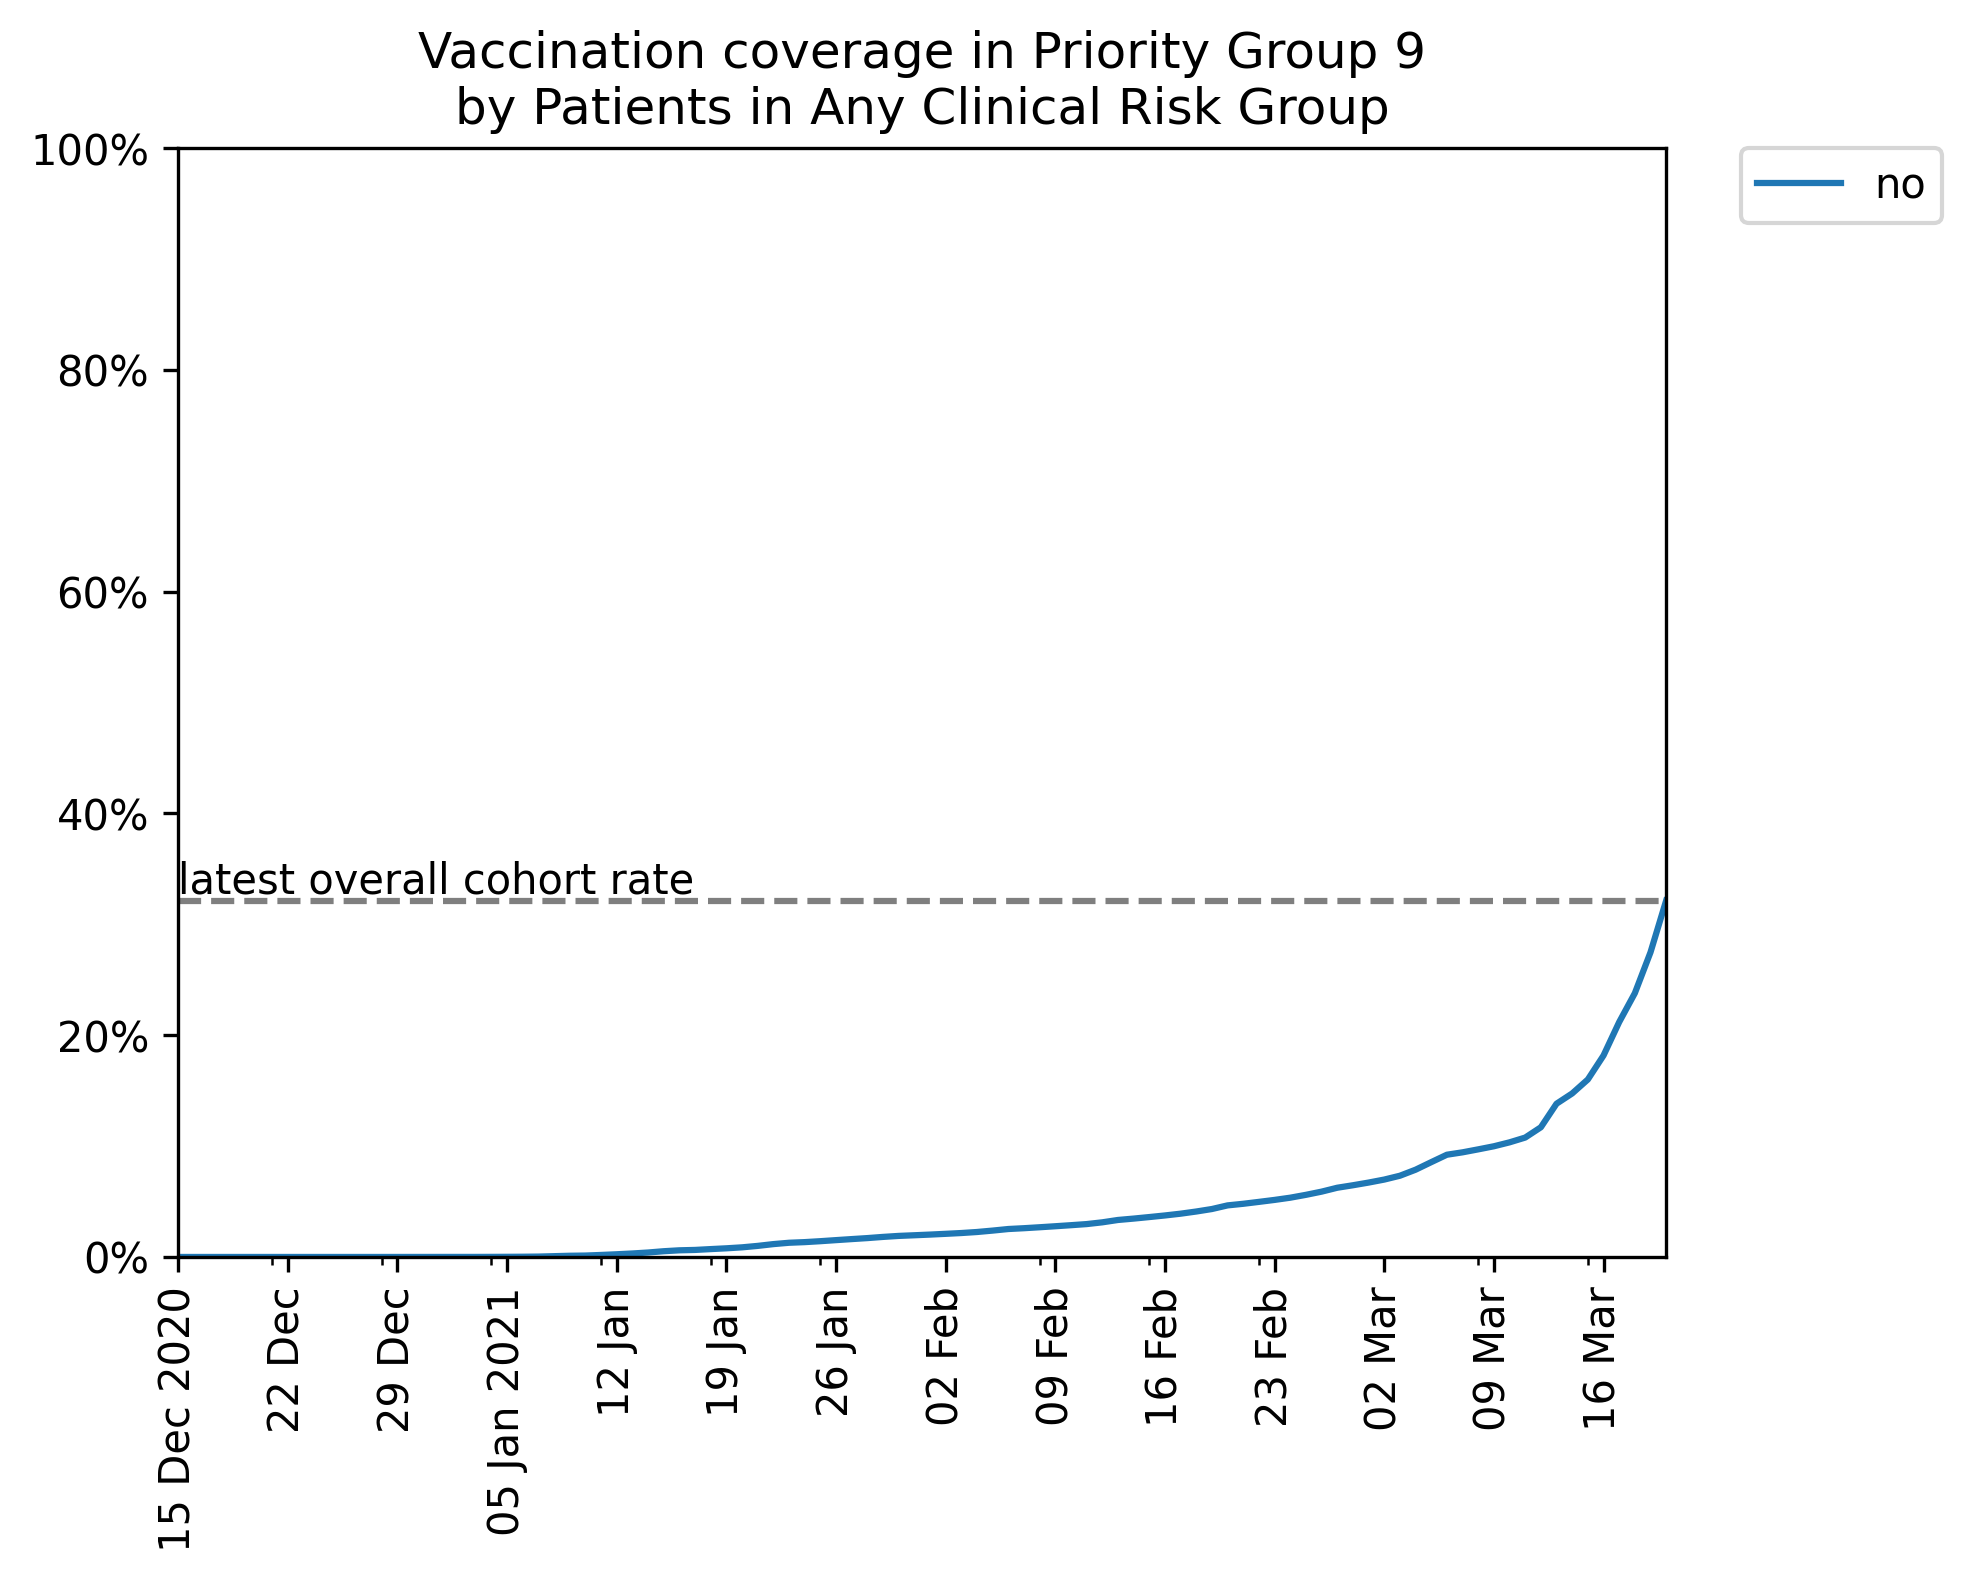 Vaccination coverage in Priority Group 9
by Patients in Any Clinical Risk Group
no
100%
80%
60%
40%
20%
0%
latest overall cohort rate
15 Dec 2020
22 Dec
29 Dec
05 Jan 2021
12 Jan
19 Jan
26 Jan
02 Feb
09 Feb
16 Feb
23 Feb
02 Mar
09 Mar
16 Mar